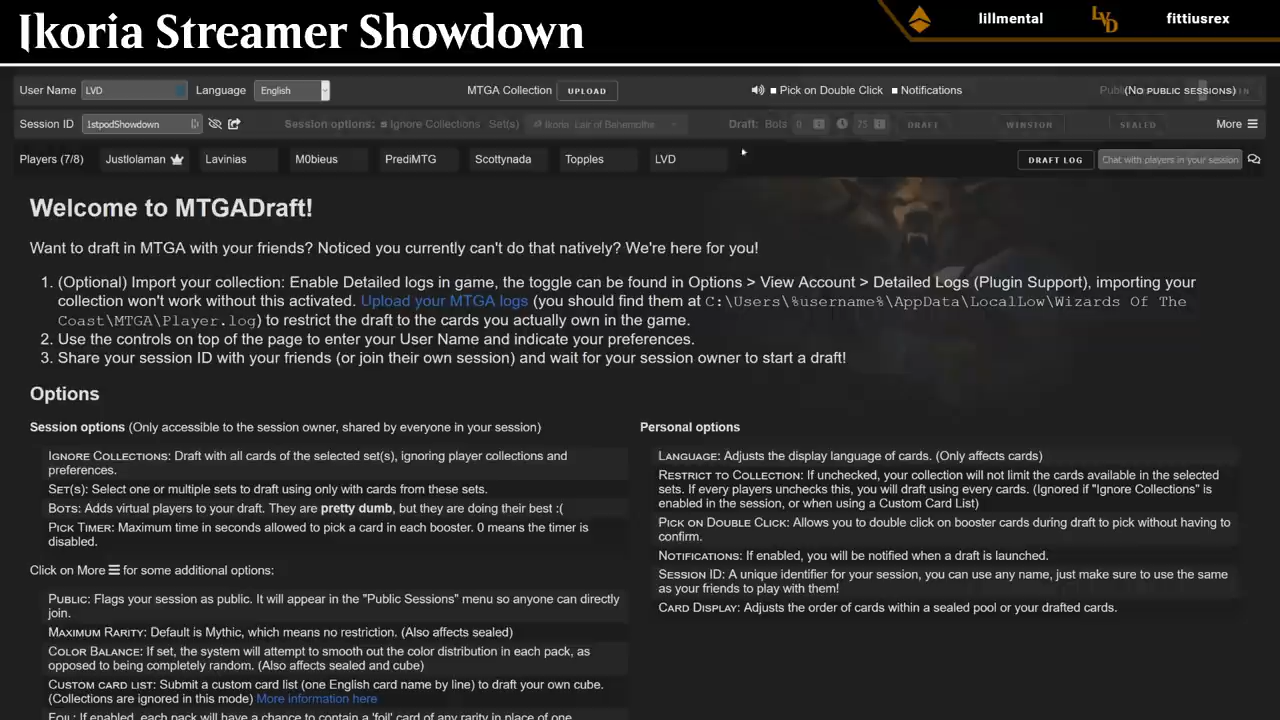 Ikoria Streamer Showdown
lillmental
LVD
fittiusrex
User Name LVD Language English MTGA Collection UPLOAD Pick on Double Click Notifications (NO PUBLIC SESSIONS)
Session ID 1stpodShowdown Session options: Ignore Collections Set(s) Ikoria: Lair of Behemoths Draft: Bots 0 75 DRAFT WINSTON SEALED More
Players (7/8) Justlolaman Lavinias M0bieus PrediMTG Scottynada Topples LVD DRAFT LOG Chat with players in your session
Welcome to MTGADraft!
Want to draft in MTGA with your friends? Noticed you currently can't do that natively? We're here for you!
1. (Optional) Import your collection: Enable Detailed logs in game, the toggle can be found in Options > View Account > Detailed Logs (Plugin Support), importing your
collection won't work without this activated. Upload your MTGA logs (you should find them at C:\Users\%username%\AppData\LocalLow\Wizards Of The
Coast\MTGA\Player.log) to restrict the draft to the cards you actually own in the game.
2. Use the controls on top of the page to enter your User Name and indicate your preferences.
3. Share your session ID with your friends (or join their own session) and wait for your session owner to start a draft!
Options
Session options (Only accessible to the session owner, shared by everyone in your session)
IGNORE COLLECTIONS: Draft with all cards of the selected set(s), ignoring player collections and
preferences.
SET(S): Select one or multiple sets to draft using only with cards from these sets.
BOTS: Adds virtual players to your draft. They are pretty dumb, but they are doing their best :(
PICK TIMER: Maximum time in seconds allowed to pick a card in each booster. 0 means the timer is
disabled.
Click on More ☰ for some additional options:
PUBLIC: Flags your session as public. It will appear in the "Public Sessions" menu so anyone can directly
join.
MAXIMUM RARITY: Default is Mythic, which means no restriction. (Also affects sealed)
COLOR BALANCE: If set, the system will attempt to smooth out the color distribution in each pack, as
opposed to being completely random. (Also affects sealed and cube)
CUSTOM CARD LIST: Submit a custom card list (one English card name by line) to draft your own cube.
(Collections are ignored in this mode) More information here
FOIL: If enabled, each pack will have a chance to contain a 'foil' card of any rarity in place of one
Personal options
LANGUAGE: Adjusts the display language of cards. (Only affects cards)
RESTRICT TO COLLECTION: If unchecked, your collection will not limit the cards available in the selected
sets. If every players unchecks this, you will draft using every cards. (Ignored if "Ignore Collections" is
enabled in the session, or when using a Custom Card List)
PICK ON DOUBLE CLICK: Allows you to double click on booster cards during draft to pick without having to
confirm.
NOTIFICATIONS: If enabled, you will be notified when a draft is launched.
SESSION ID: A unique identifier for your session, you can use any name, just make sure to use the same
as your friends to play with them!
CARD DISPLAY: Adjusts the order of cards within a sealed pool or your drafted cards.